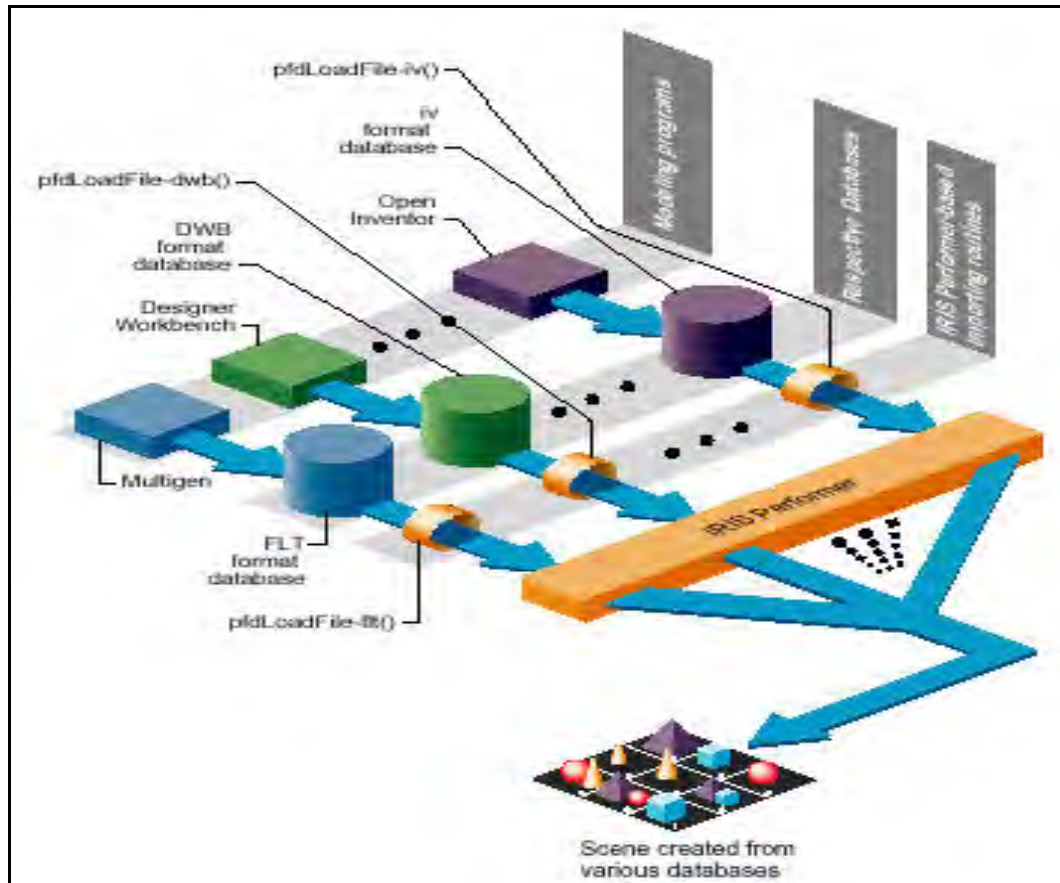 pfdLoadFile-iv()
iv
format
database
pfdLoadFile-dwb()
Open
Inventor
DWB
format
database
Designer
Workbench
Multigen
FLT
format
database
pfdLoadFile-flt()
Modeling programs
Respective Databases
IRIS Performer-based
importing routines
IRIS Performer
Scene created from
various databases